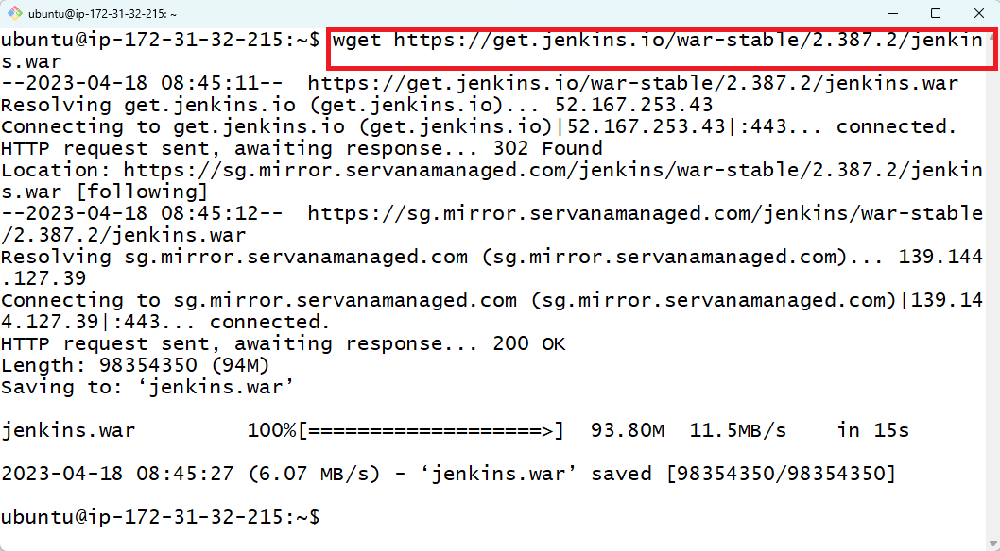 ubuntu@ip-172-31-32-215: ~
ubuntu@ip-172-31-32-215:~$ wget https://get.jenkins.io/war-stable/2.387.2/jenkin
s.war
--2023-04-18 08:45:11--  https://get.jenkins.io/war-stable/2.387.2/jenkins.war
Resolving get.jenkins.io (get.jenkins.io)... 52.167.253.43
Connecting to get.jenkins.io (get.jenkins.io)|52.167.253.43|:443... connected.
HTTP request sent, awaiting response... 302 Found
Location: https://sg.mirror.servanamanaged.com/jenkins/war-stable/2.387.2/jenkin
s.war [following]
--2023-04-18 08:45:12--  https://sg.mirror.servanamanaged.com/jenkins/war-stable
/2.387.2/jenkins.war
Resolving sg.mirror.servanamanaged.com (sg.mirror.servanamanaged.com)... 139.144
.127.39
Connecting to sg.mirror.servanamanaged.com (sg.mirror.servanamanaged.com)|139.14
4.127.39|:443... connected.
HTTP request sent, awaiting response... 200 OK
Length: 98354350 (94M)
Saving to: ‘jenkins.war’
jenkins.war         100%[===================>]  93.80M  11.5MB/s    in 15s
2023-04-18 08:45:27 (6.07 MB/s) - ‘jenkins.war’ saved [98354350/98354350]
ubuntu@ip-172-31-32-215:~$